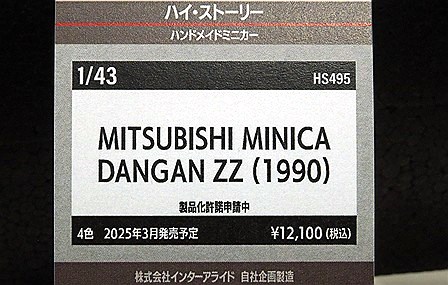 ハイ・ストーリー
ハンドメイドミニカー
1/43 HS495
MITSUBISHI MINICA
DANGAN ZZ (1990)
製品化許諾申請中
4色 2025年3月発売予定 ¥12,100(税込)
株式会社インターアライド 自社企画製造